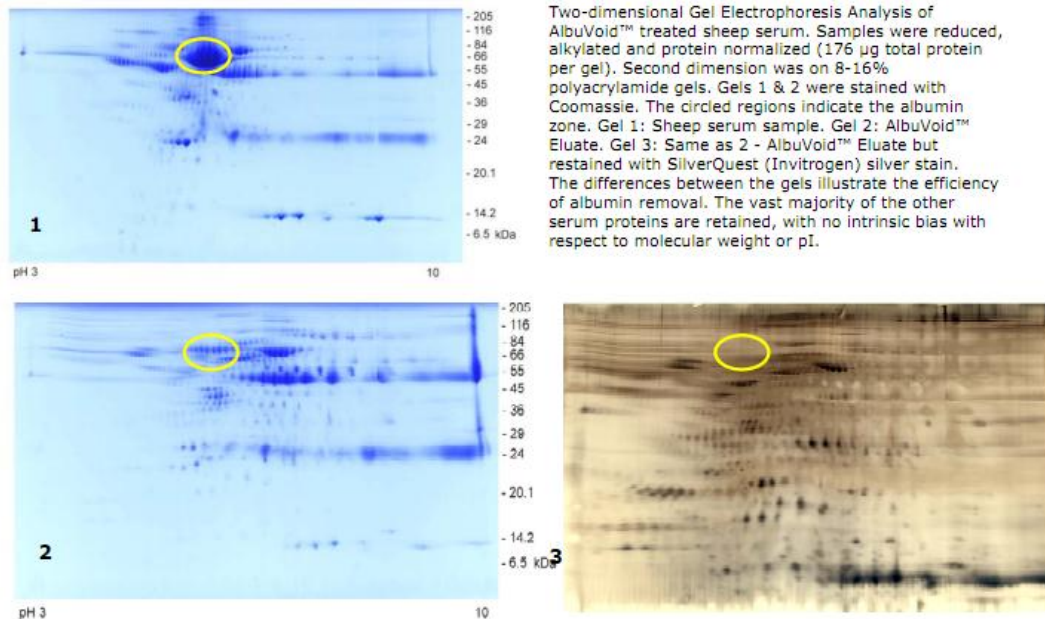 Two-dimensional Gel Electrophoresis Analysis of
AlbuVoid™ treated sheep serum. Samples were reduced,
alkylated and protein normalized (176 µg total protein
per gel). Second dimension was on 8-16%
polyacrylamide gels. Gels 1 & 2 were stained with
Coomassie. The circled regions indicate the albumin
zone. Gel 1: Sheep serum sample. Gel 2: AlbuVoid™
Eluate. Gel 3: Same as 2 - AlbuVoid™ Eluate but
restained with SilverQuest (Invitrogen) silver stain.
The differences between the gels illustrate the efficiency
of albumin removal. The vast majority of the other
serum proteins are retained, with no intrinsic bias with
respect to molecular weight or pI.
- 205
- 116
- 84
- 66
- 55
- 45
- 36
- 29
- 24
- 20.1
- 14.2
- 6.5 kDa
1
pH 3 10
- 205
- 116
- 84
- 66
- 55
- 45
- 36
- 29
- 24
- 20.1
- 14.2
- 6.5 kDa
2
pH 3 10
3